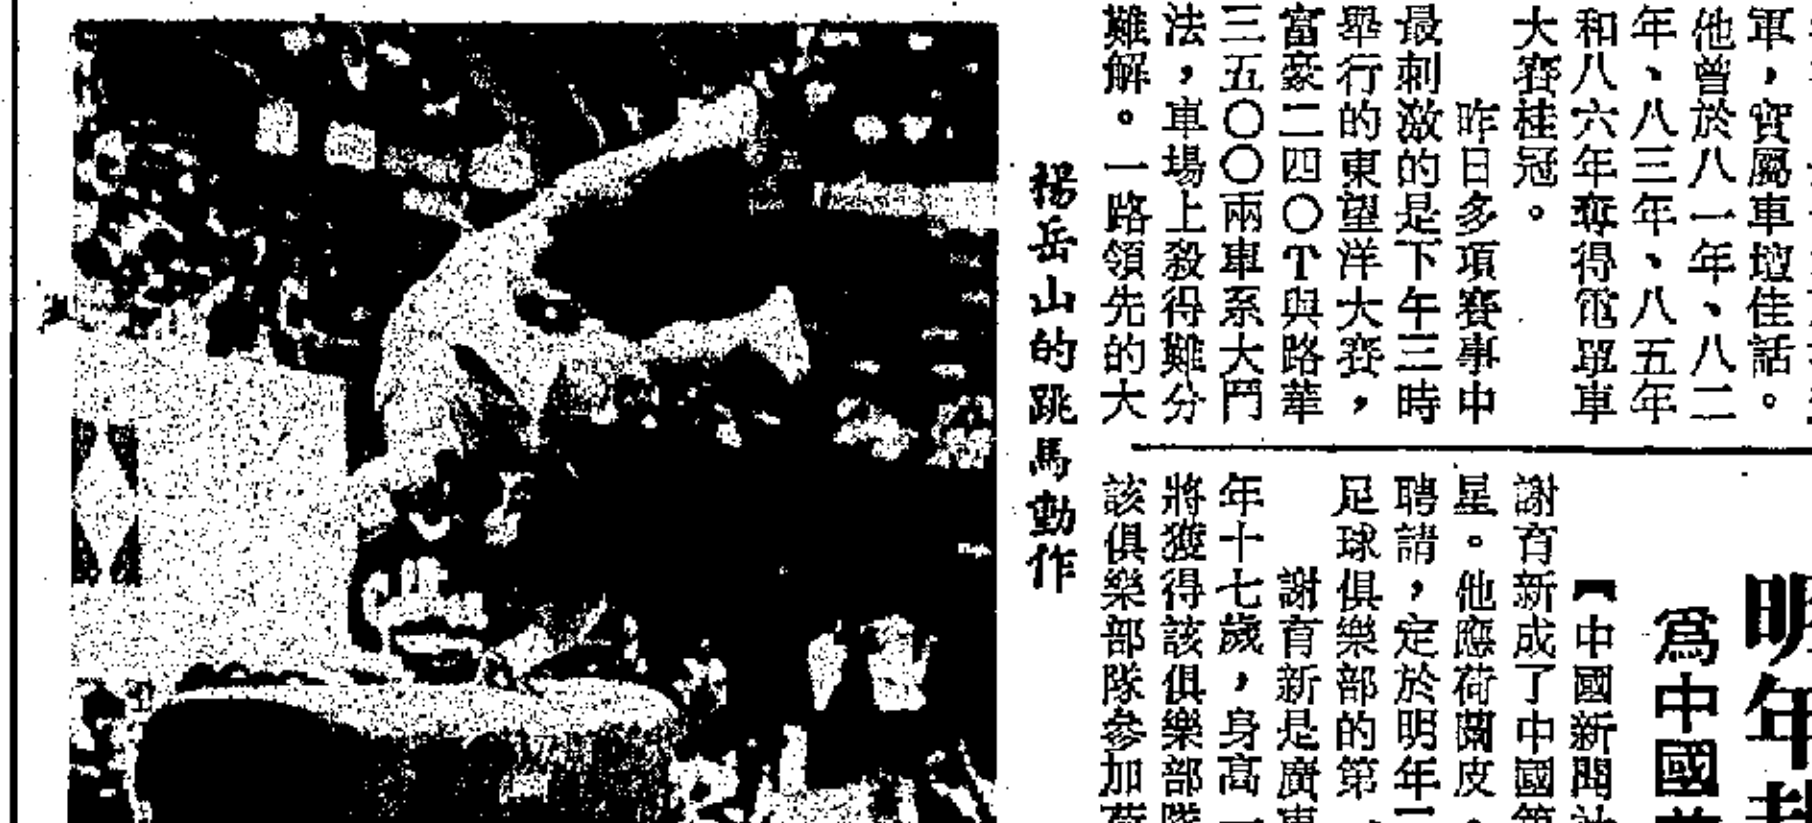 軍，實屬車壇佳話。
他曾於八一年、八二
年、八三年、八五年
和八六年奪得電單車
大賽桂冠。
昨日多項賽事中
最刺激的是下午三時
舉行的東望洋大賽，
富豪二四〇T與路華
三五〇〇兩車系大鬥
法，車場上殺得難分
難解。一路領先的大
楊岳山的跳馬動作
明年
為中國
【中國新聞
謝育新成了中國第
星。他應荷蘭皮
聘請，定於明年
足球俱樂部的第
謝育新是廣東
年十七歲，身高一
將獲得該俱樂部隊
該俱樂部隊參加荷